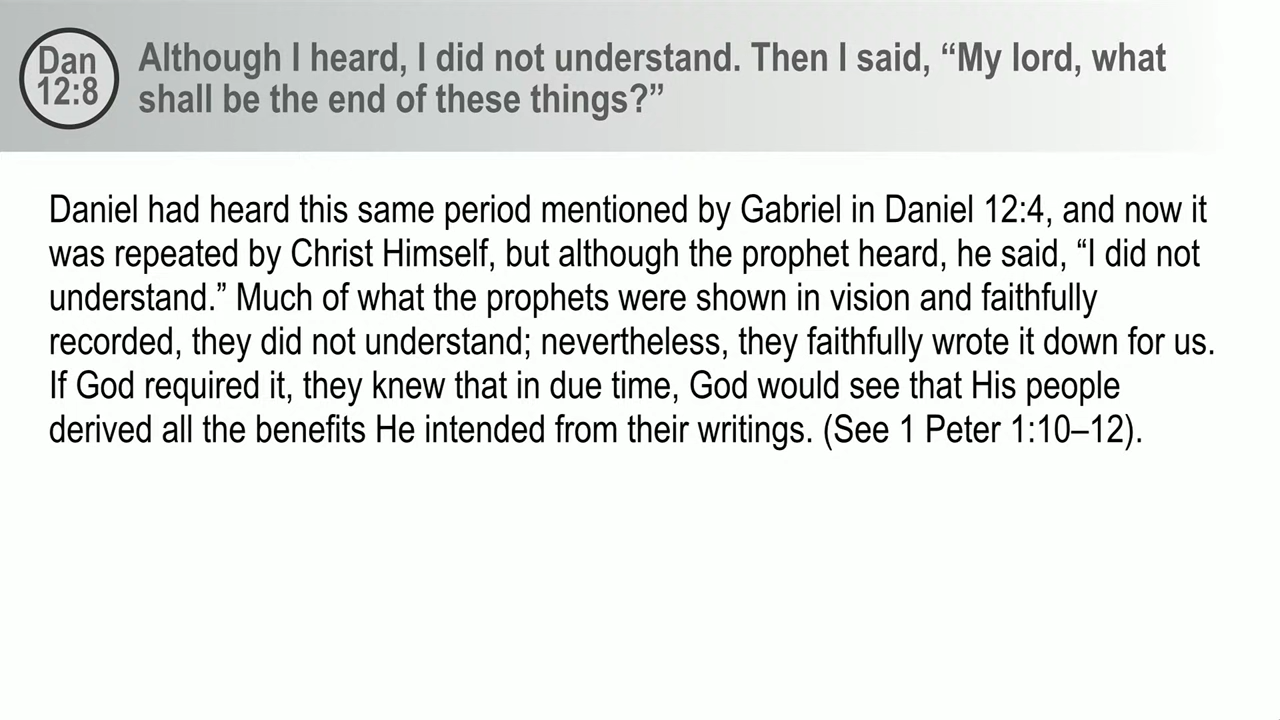 Dan
12:8
Although I heard, I did not understand. Then I said, “My lord, what
shall be the end of these things?”
Daniel had heard this same period mentioned by Gabriel in Daniel 12:4, and now it
was repeated by Christ Himself, but although the prophet heard, he said, “I did not
understand.” Much of what the prophets were shown in vision and faithfully
recorded, they did not understand; nevertheless, they faithfully wrote it down for us.
If God required it, they knew that in due time, God would see that His people
derived all the benefits He intended from their writings. (See 1 Peter 1:10–12).